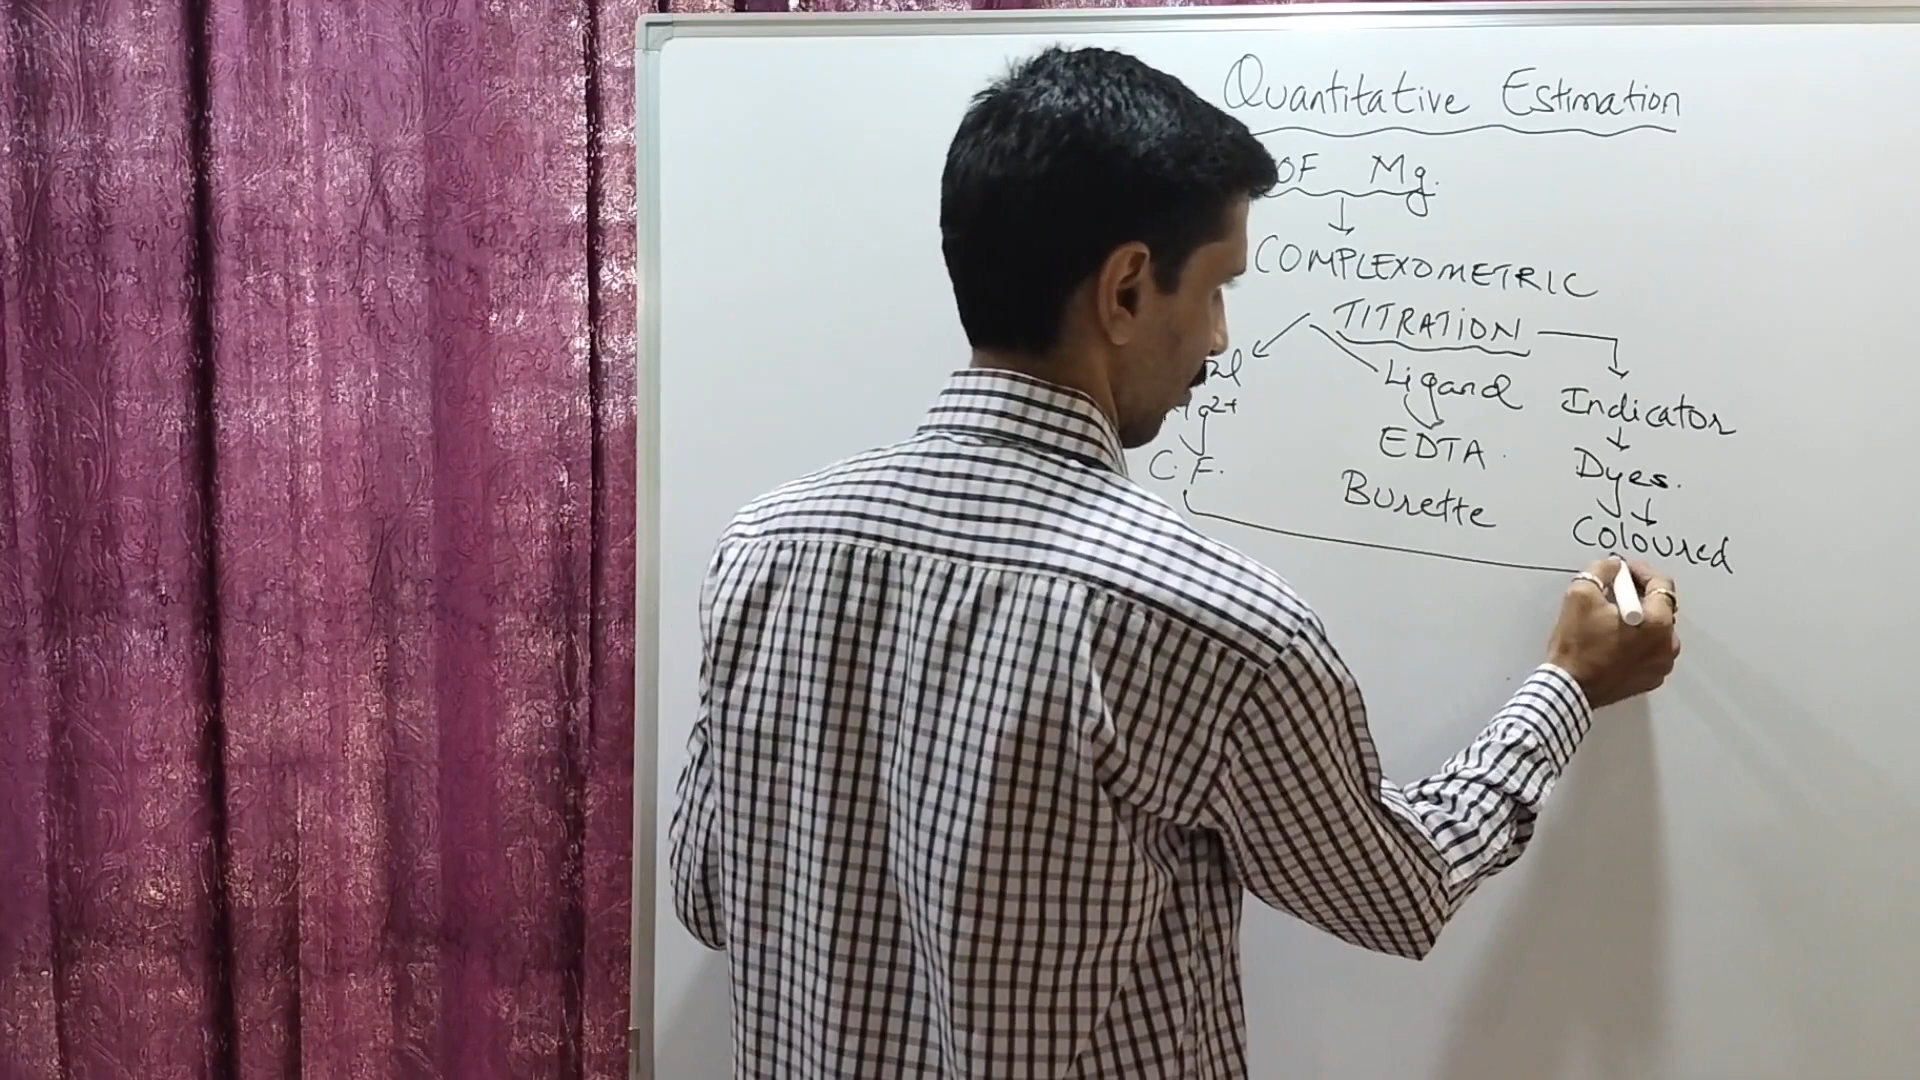 Quantitative Estimation
OF Mg.
COMPLEXOMETRIC
TITRATION
Ligand
EDTA.
Burette
Mg2+
C.F.
Indicator
Dyes.
Coloured